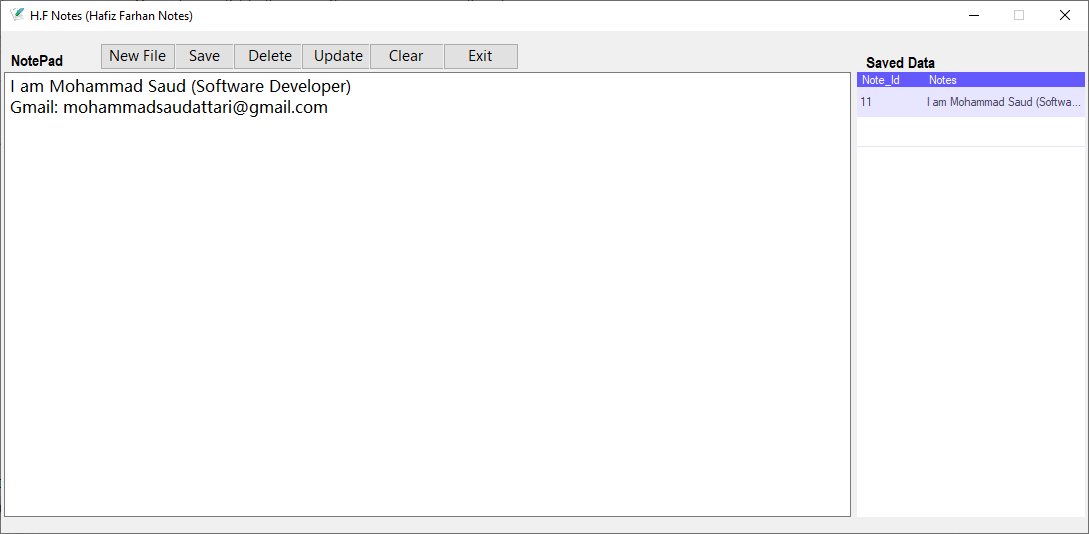 H.F Notes (Hafiz Farhan Notes)
NotePad
New File Save Delete Update Clear Exit
Saved Data
I am Mohammad Saud (Software Developer)
Gmail: mohammadsaudattari@gmail.com
Note_Id Notes
11 I am Mohammad Saud (Softwa...